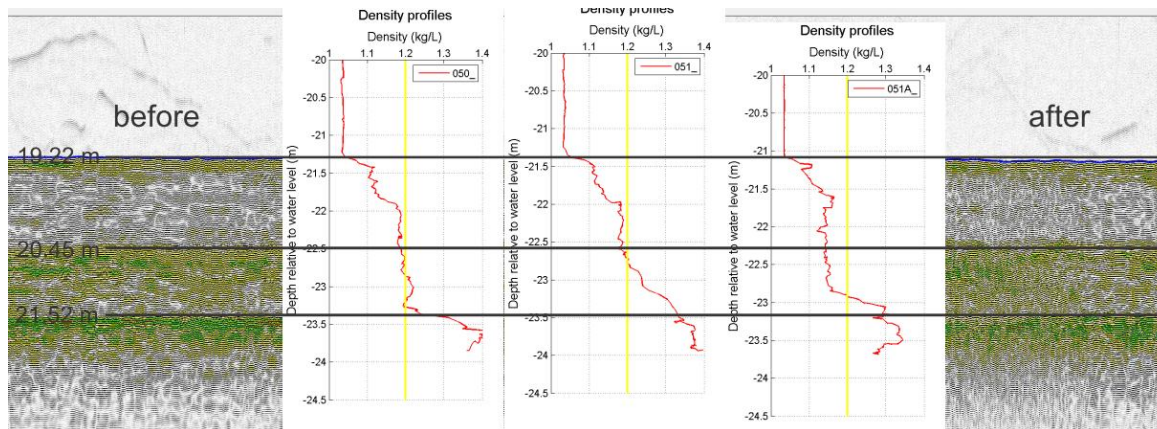 before
19.22 m
20.45 m
21.52 m
Density profiles
Density (kg/L)
1 1.1 1.2 1.3 1.4
050_
-20
-20.5
-21
-21.5
-22
-22.5
-23
-23.5
-24
-24.5
Depth relative to water level (m)
Density profiles
Density (kg/L)
1 1.1 1.2 1.3 1.4
051_
-20
-20.5
-21
-21.5
-22
-22.5
-23
-23.5
-24
-24.5
Depth relative to water level (m)
Density profiles
Density (kg/L)
1 1.1 1.2 1.3 1.4
051A_
-20
-20.5
-21
-21.5
-22
-22.5
-23
-23.5
-24
-24.5
Depth relative to water level (m)
after